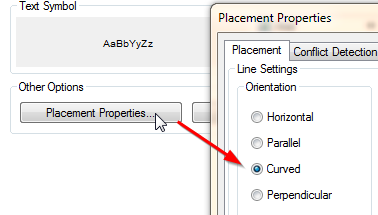 Text Symbol
AaBbYyZz
Other Options
Placement Properties...
Placement Properties
Placement
Conflict Detection
Line Settings
Orientation
Horizontal
Parallel
Curved
Perpendicular